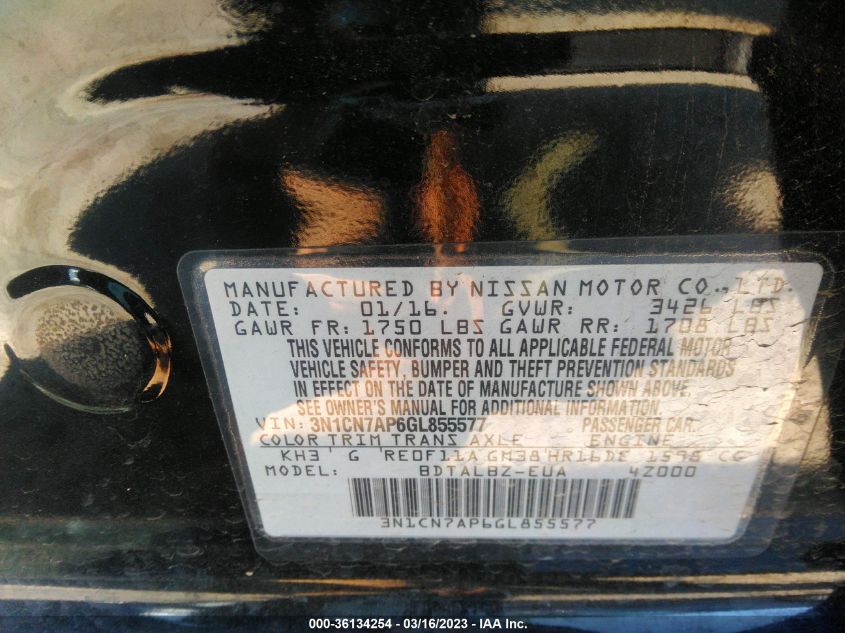 MANUFACTURED BY NISSAN MOTOR CO., LTD.
DATE: 01/16. GVWR: 3426 LBS
GAWR FR: 1750 LBS GAWR RR: 1708 LBS
THIS VEHICLE CONFORMS TO ALL APPLICABLE FEDERAL MOTOR
VEHICLE SAFETY, BUMPER AND THEFT PREVENTION STANDARDS
IN EFFECT ON THE DATE OF MANUFACTURE SHOWN ABOVE.
SEE OWNER'S MANUAL FOR ADDITIONAL INFORMATION.
VIN: 3N1CN7AP6GL855577 PASSENGER CAR
COLOR TRIM TRANS AXLE ENGINE
KH3 G RE0F11A GM38 HR16DE 1598 CC
MODEL: BDTALBZ-EUA 4Z000
3N1CN7AP6GL855577
000-36134254 - 03/16/2023 - IAA Inc.